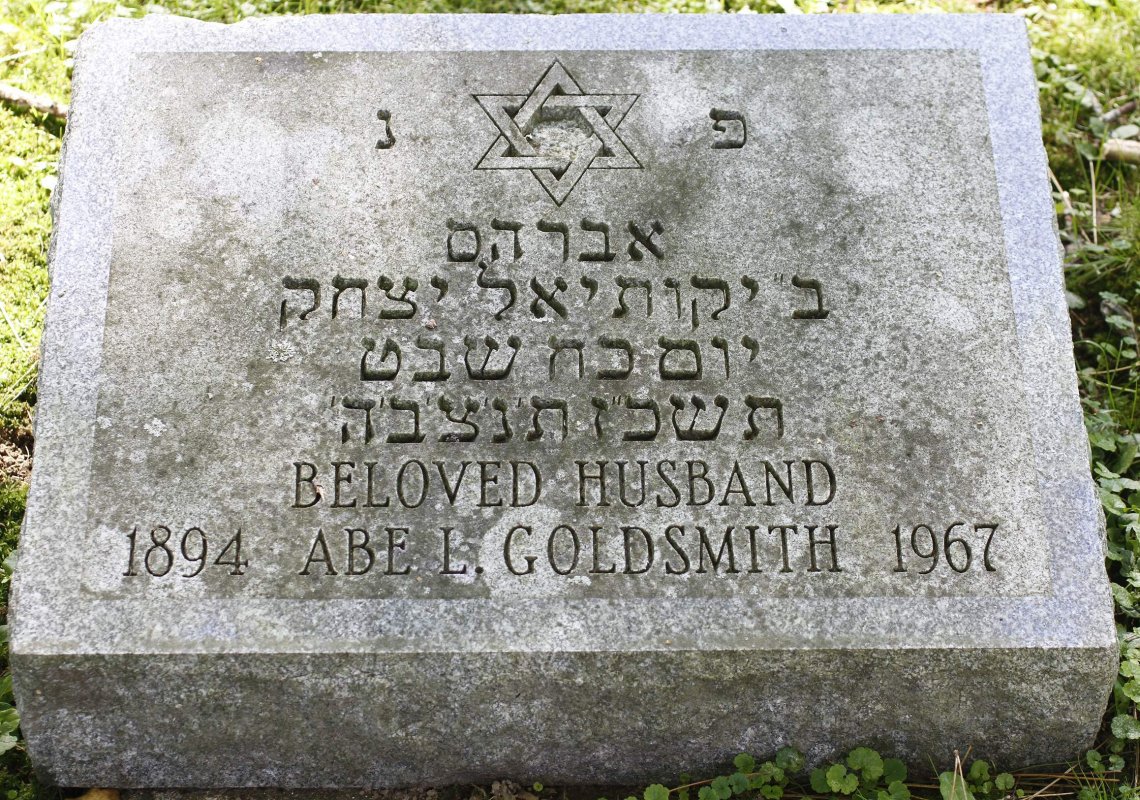 פ נ
אברהם
ב״ יקותיאל יצחק
יום כח שבט
תשכ״ז ת׳נ׳צ׳ב׳ה׳
BELOVED HUSBAND
1894 ABE L. GOLDSMITH 1967